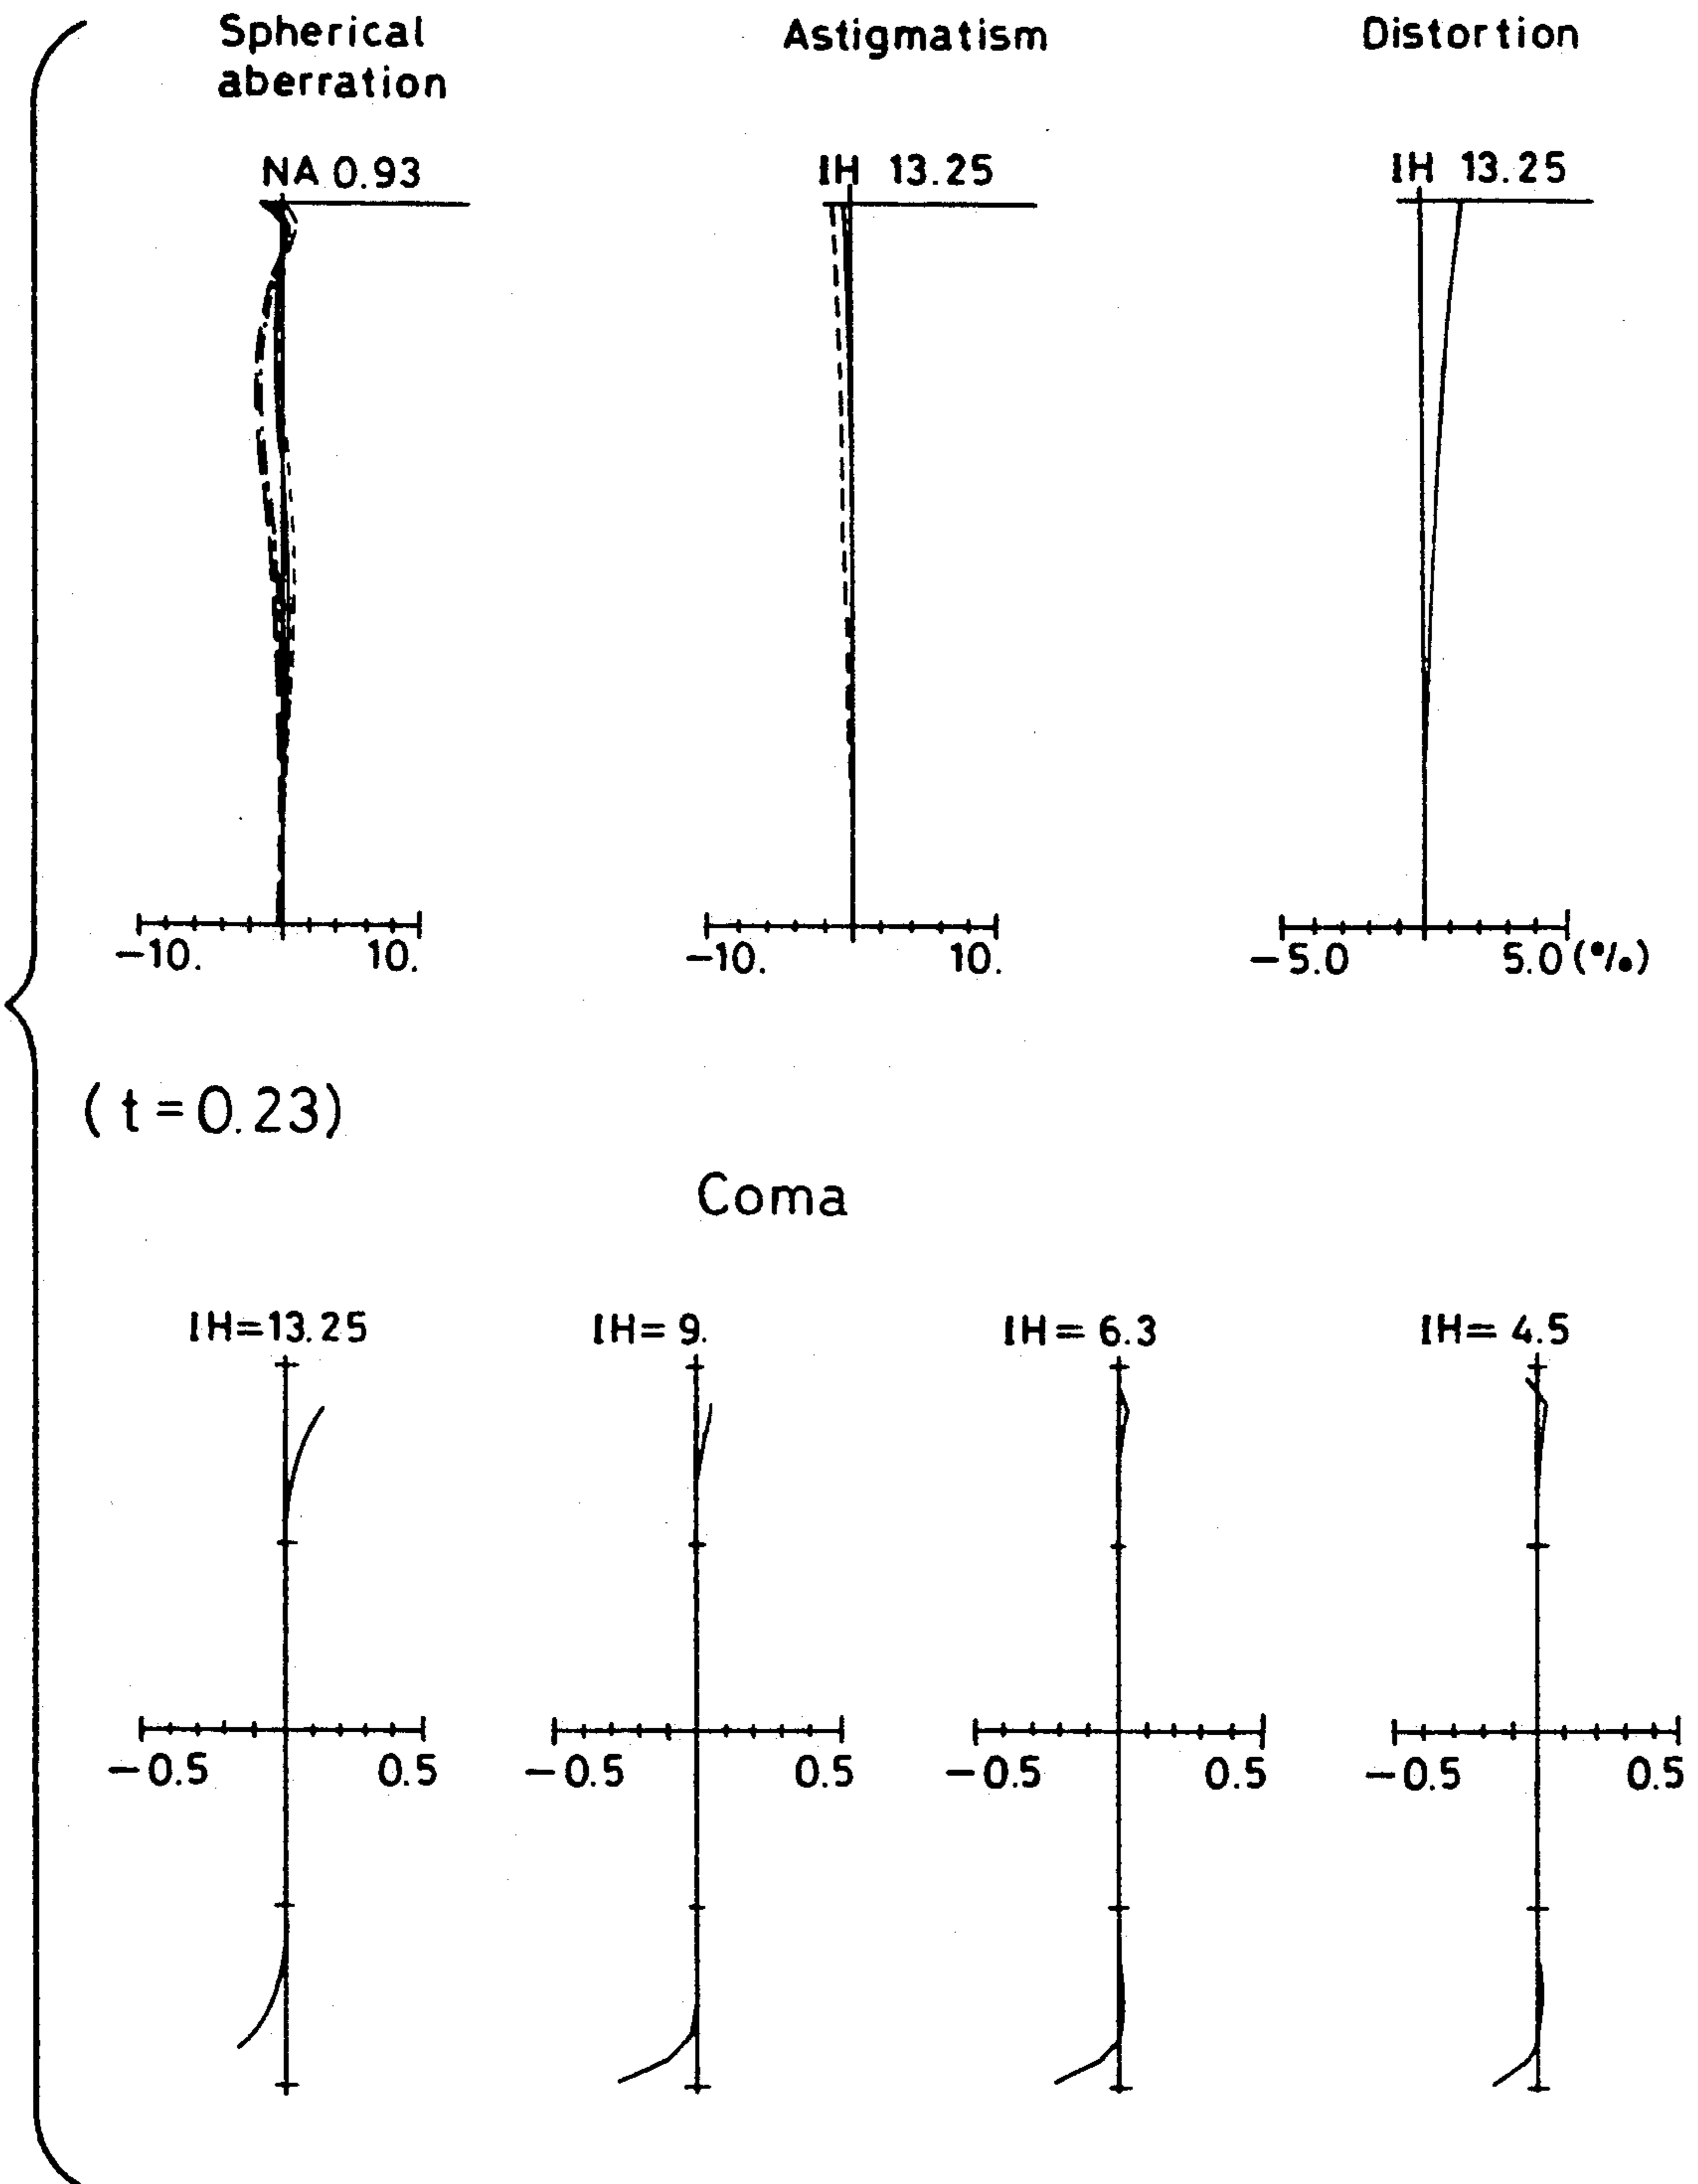 Spherical aberration
Astigmatism
Distortion
NA 0.93
IH 13.25
IH 13.25
−10. 10.
−10. 10.
−5.0 5.0 (%)
(t=0.23)
Coma
IH=13.25
IH=9.
IH=6.3
IH=4.5
−0.5 0.5
−0.5 0.5
−0.5 0.5
−0.5 0.5